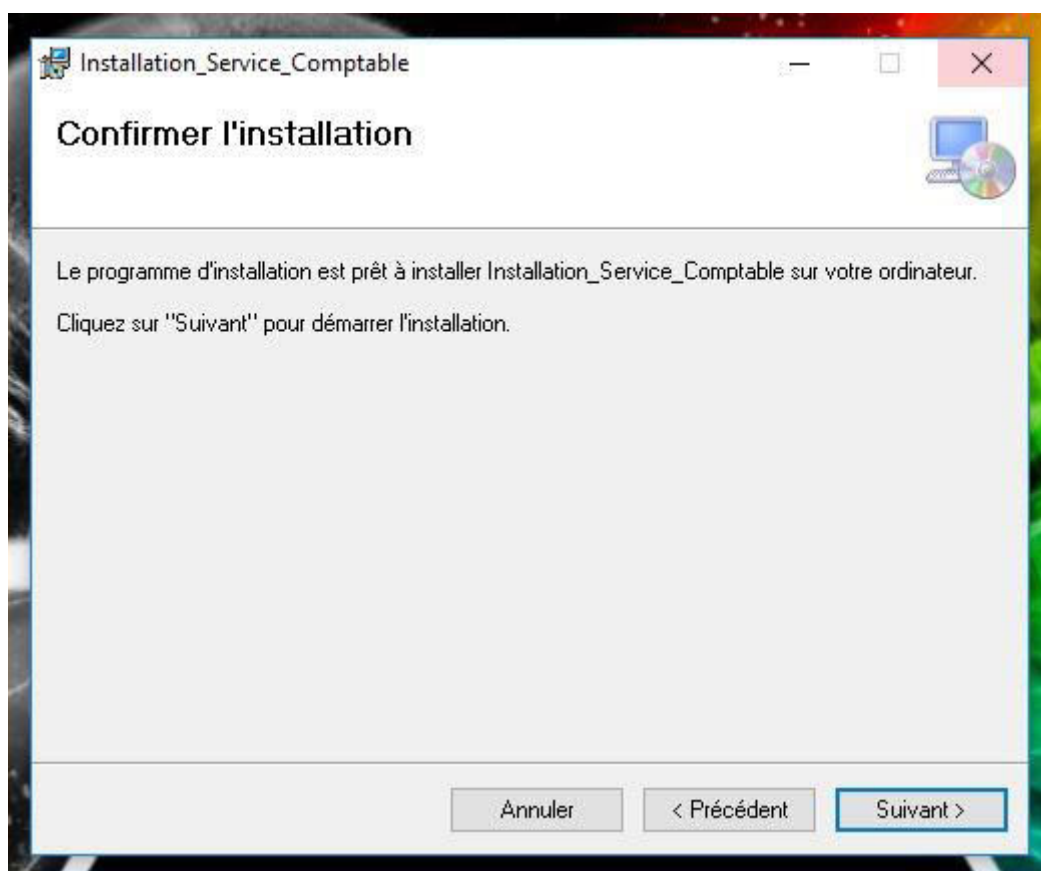 Installation_Service_Comptable
Confirmer l'installation
Le programme d'installation est prêt à installer Installation_Service_Comptable sur votre ordinateur.
Cliquez sur "Suivant" pour démarrer l'installation.
Annuler
< Précédent
Suivant >